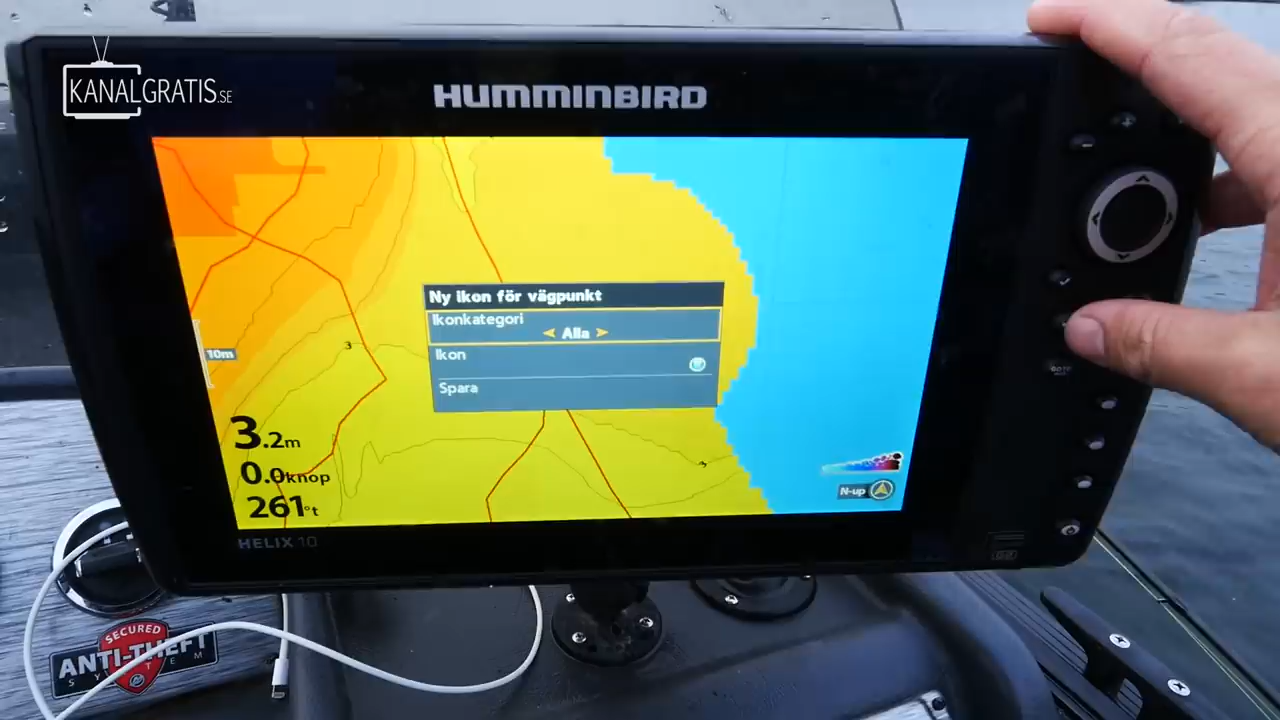 KANALGRATIS.SE
HUMMINBIRD
Ny ikon för vägpunkt
Ikonkategori
Alla
Ikon
Spara
10m
3
3
3.2m
0.0knop
261°t
N-up
HELIX 10
SECURED
ANTI-THEFT
SYSTEM